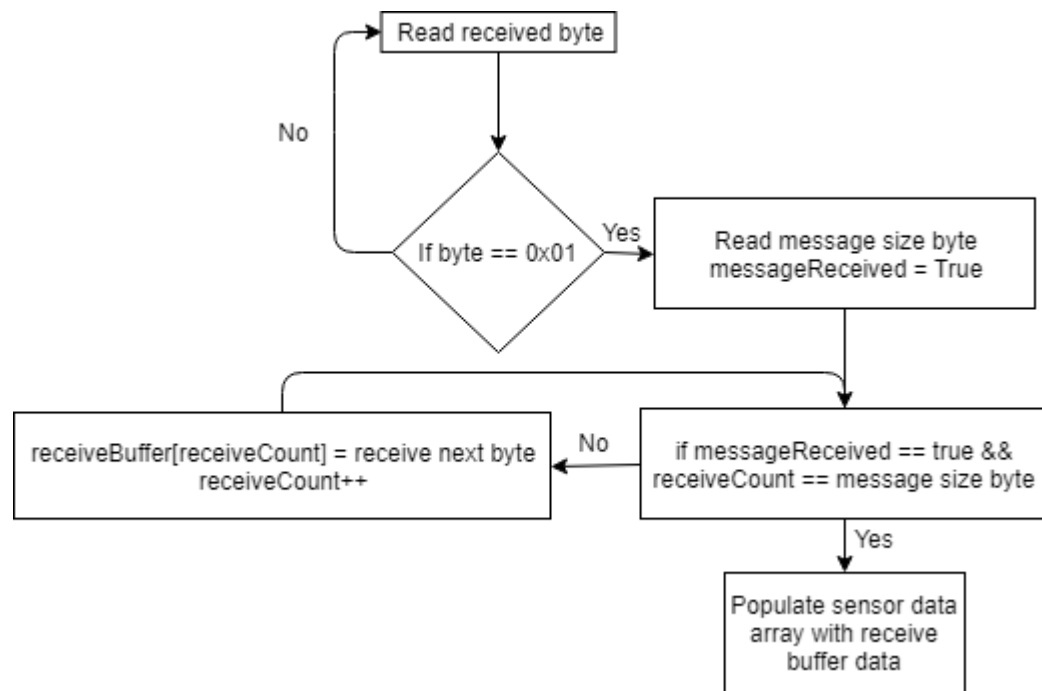 Read received byte
No
If byte == 0x01
Yes
Read message size byte
messageReceived = True
receiveBuffer[receiveCount] = receive next byte
receiveCount++
No
if messageReceived == true &&
receiveCount == message size byte
Yes
Populate sensor data
array with receive
buffer data